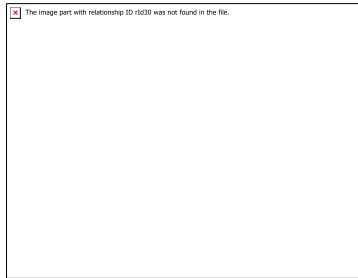 The image part with relationship ID rId30 was not found in the file.